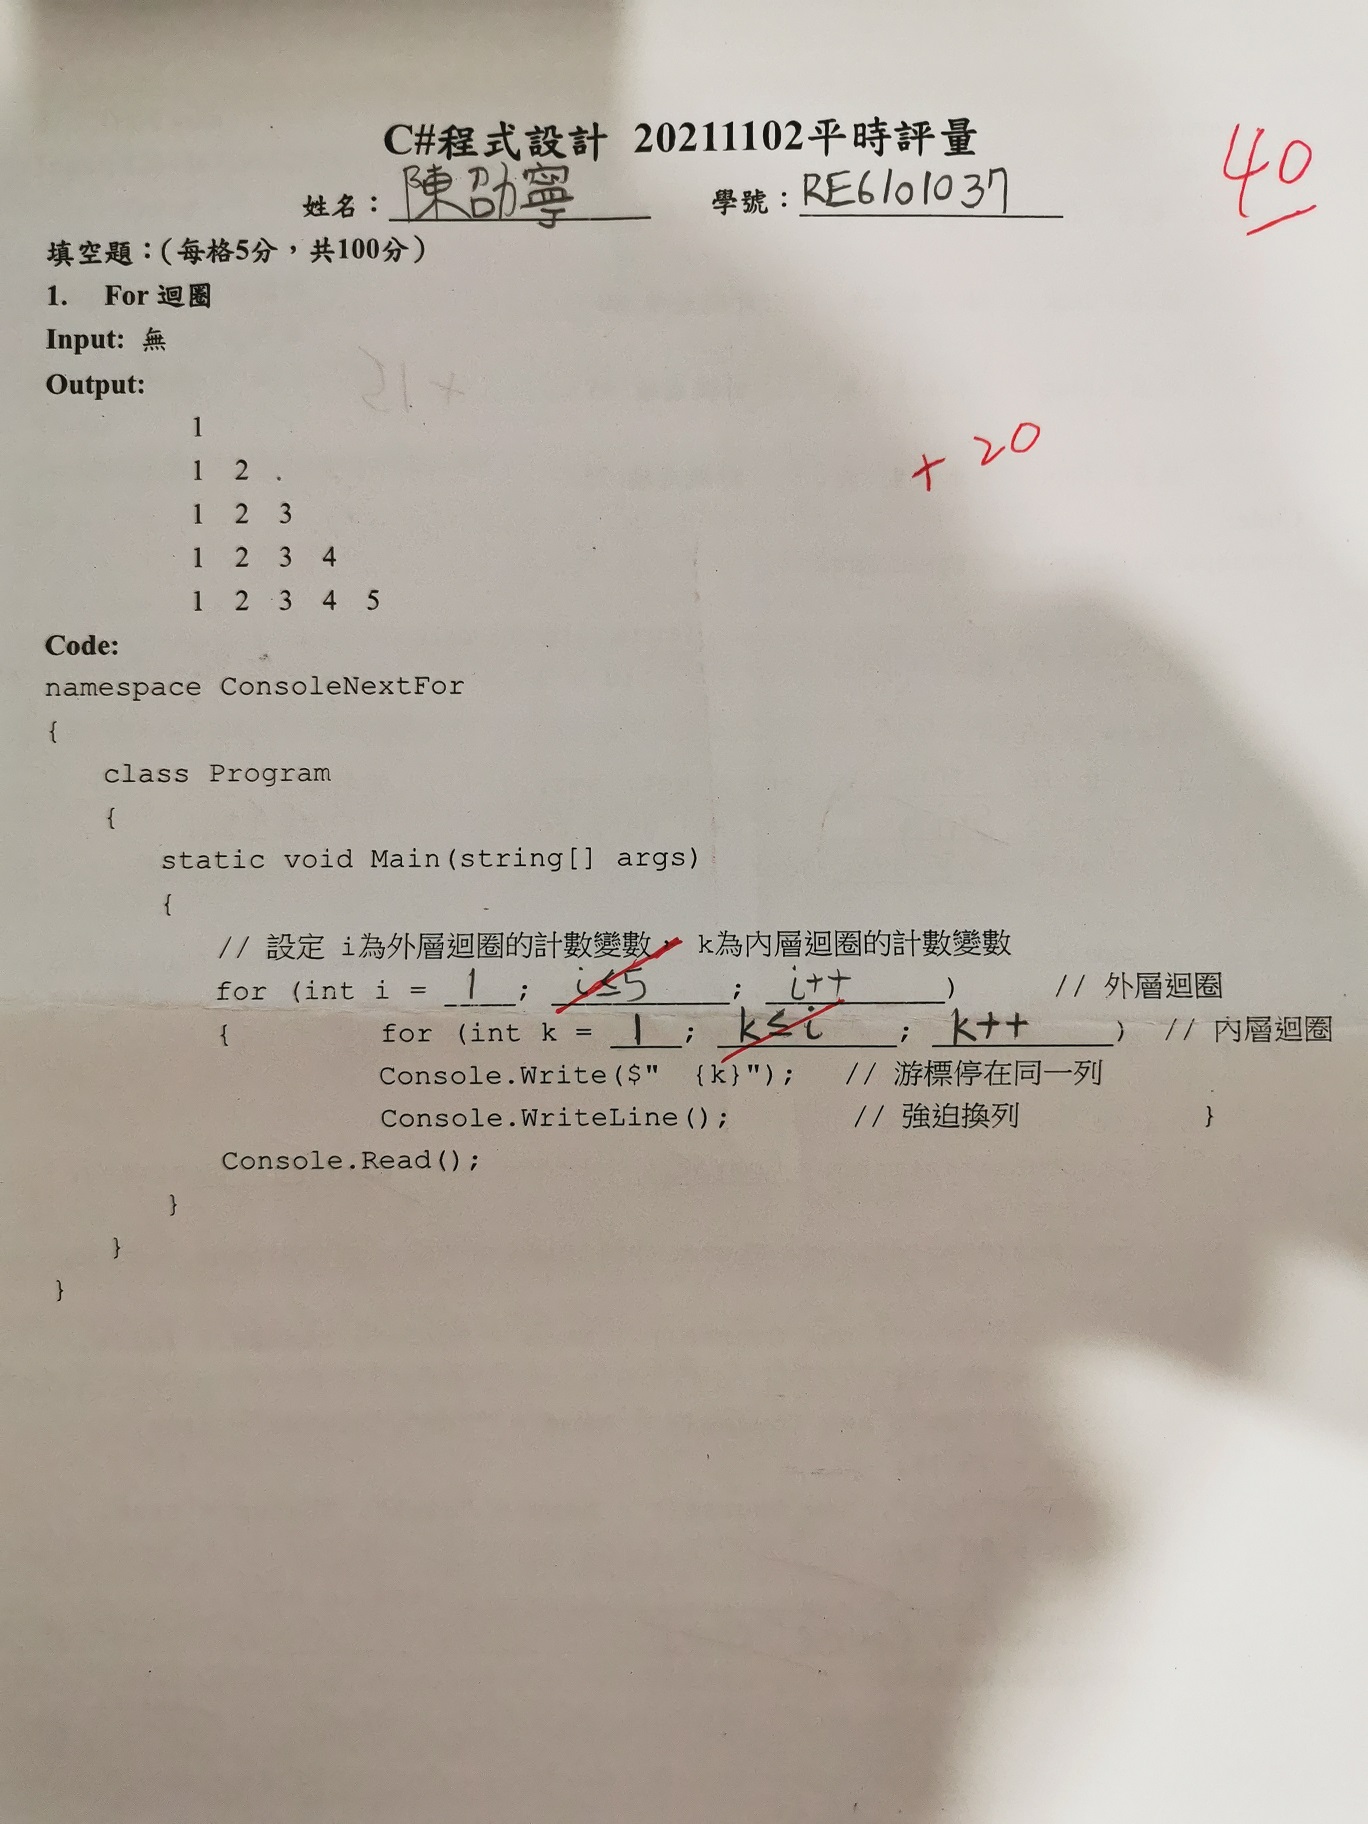 C#程式設計 20211102平時評量
40
姓名：陳劭寧 學號：RE6101037
填空題：(每格5分，共100分)
1. For 迴圈
Input: 無
Output:
+15
1
+ 20
1 2
1 2 3
1 2 3 4
1 2 3 4 5
Code:
namespace ConsoleNextFor
{
class Program
{
static void Main(string[] args)
{
// 設定 i為外層迴圈的計數變數，k為內層迴圈的計數變數
for (int i = 1; i≤5; i++) // 外層迴圈
{ for (int k = 1; k≤i; k++) // 內層迴圈
Console.Write($" {k}"); // 游標停在同一列
Console.WriteLine(); // 強迫換列 }
Console.Read();
}
}
}